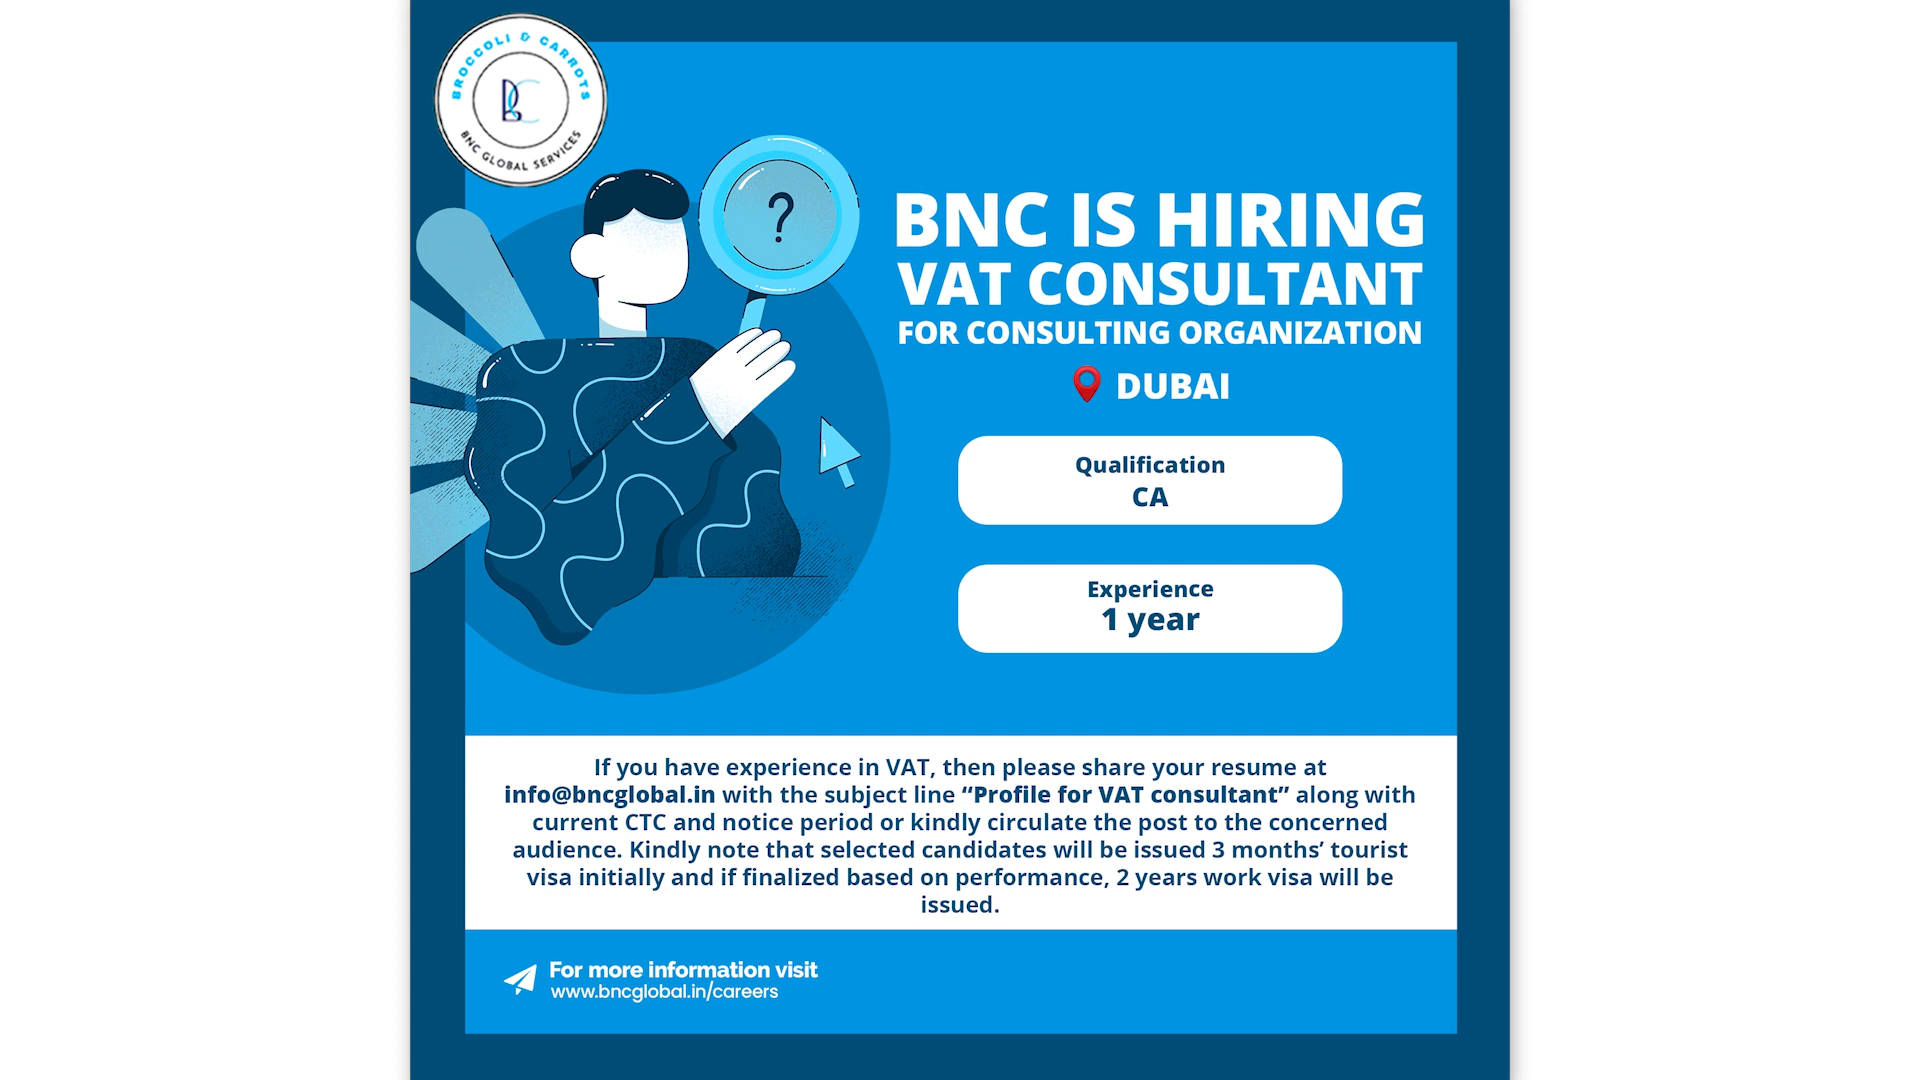 BROCCOLI & CARROTS
BC
BNC GLOBAL SERVICES
?
BNC IS HIRING
VAT CONSULTANT
FOR CONSULTING ORGANIZATION
DUBAI
Qualification
CA
Experience
1 year
If you have experience in VAT, then please share your resume at
info@bncglobal.in with the subject line “Profile for VAT consultant” along with
current CTC and notice period or kindly circulate the post to the concerned
audience. Kindly note that selected candidates will be issued 3 months’ tourist
visa initially and if finalized based on performance, 2 years work visa will be
issued.
For more information visit
www.bncglobal.in/careers